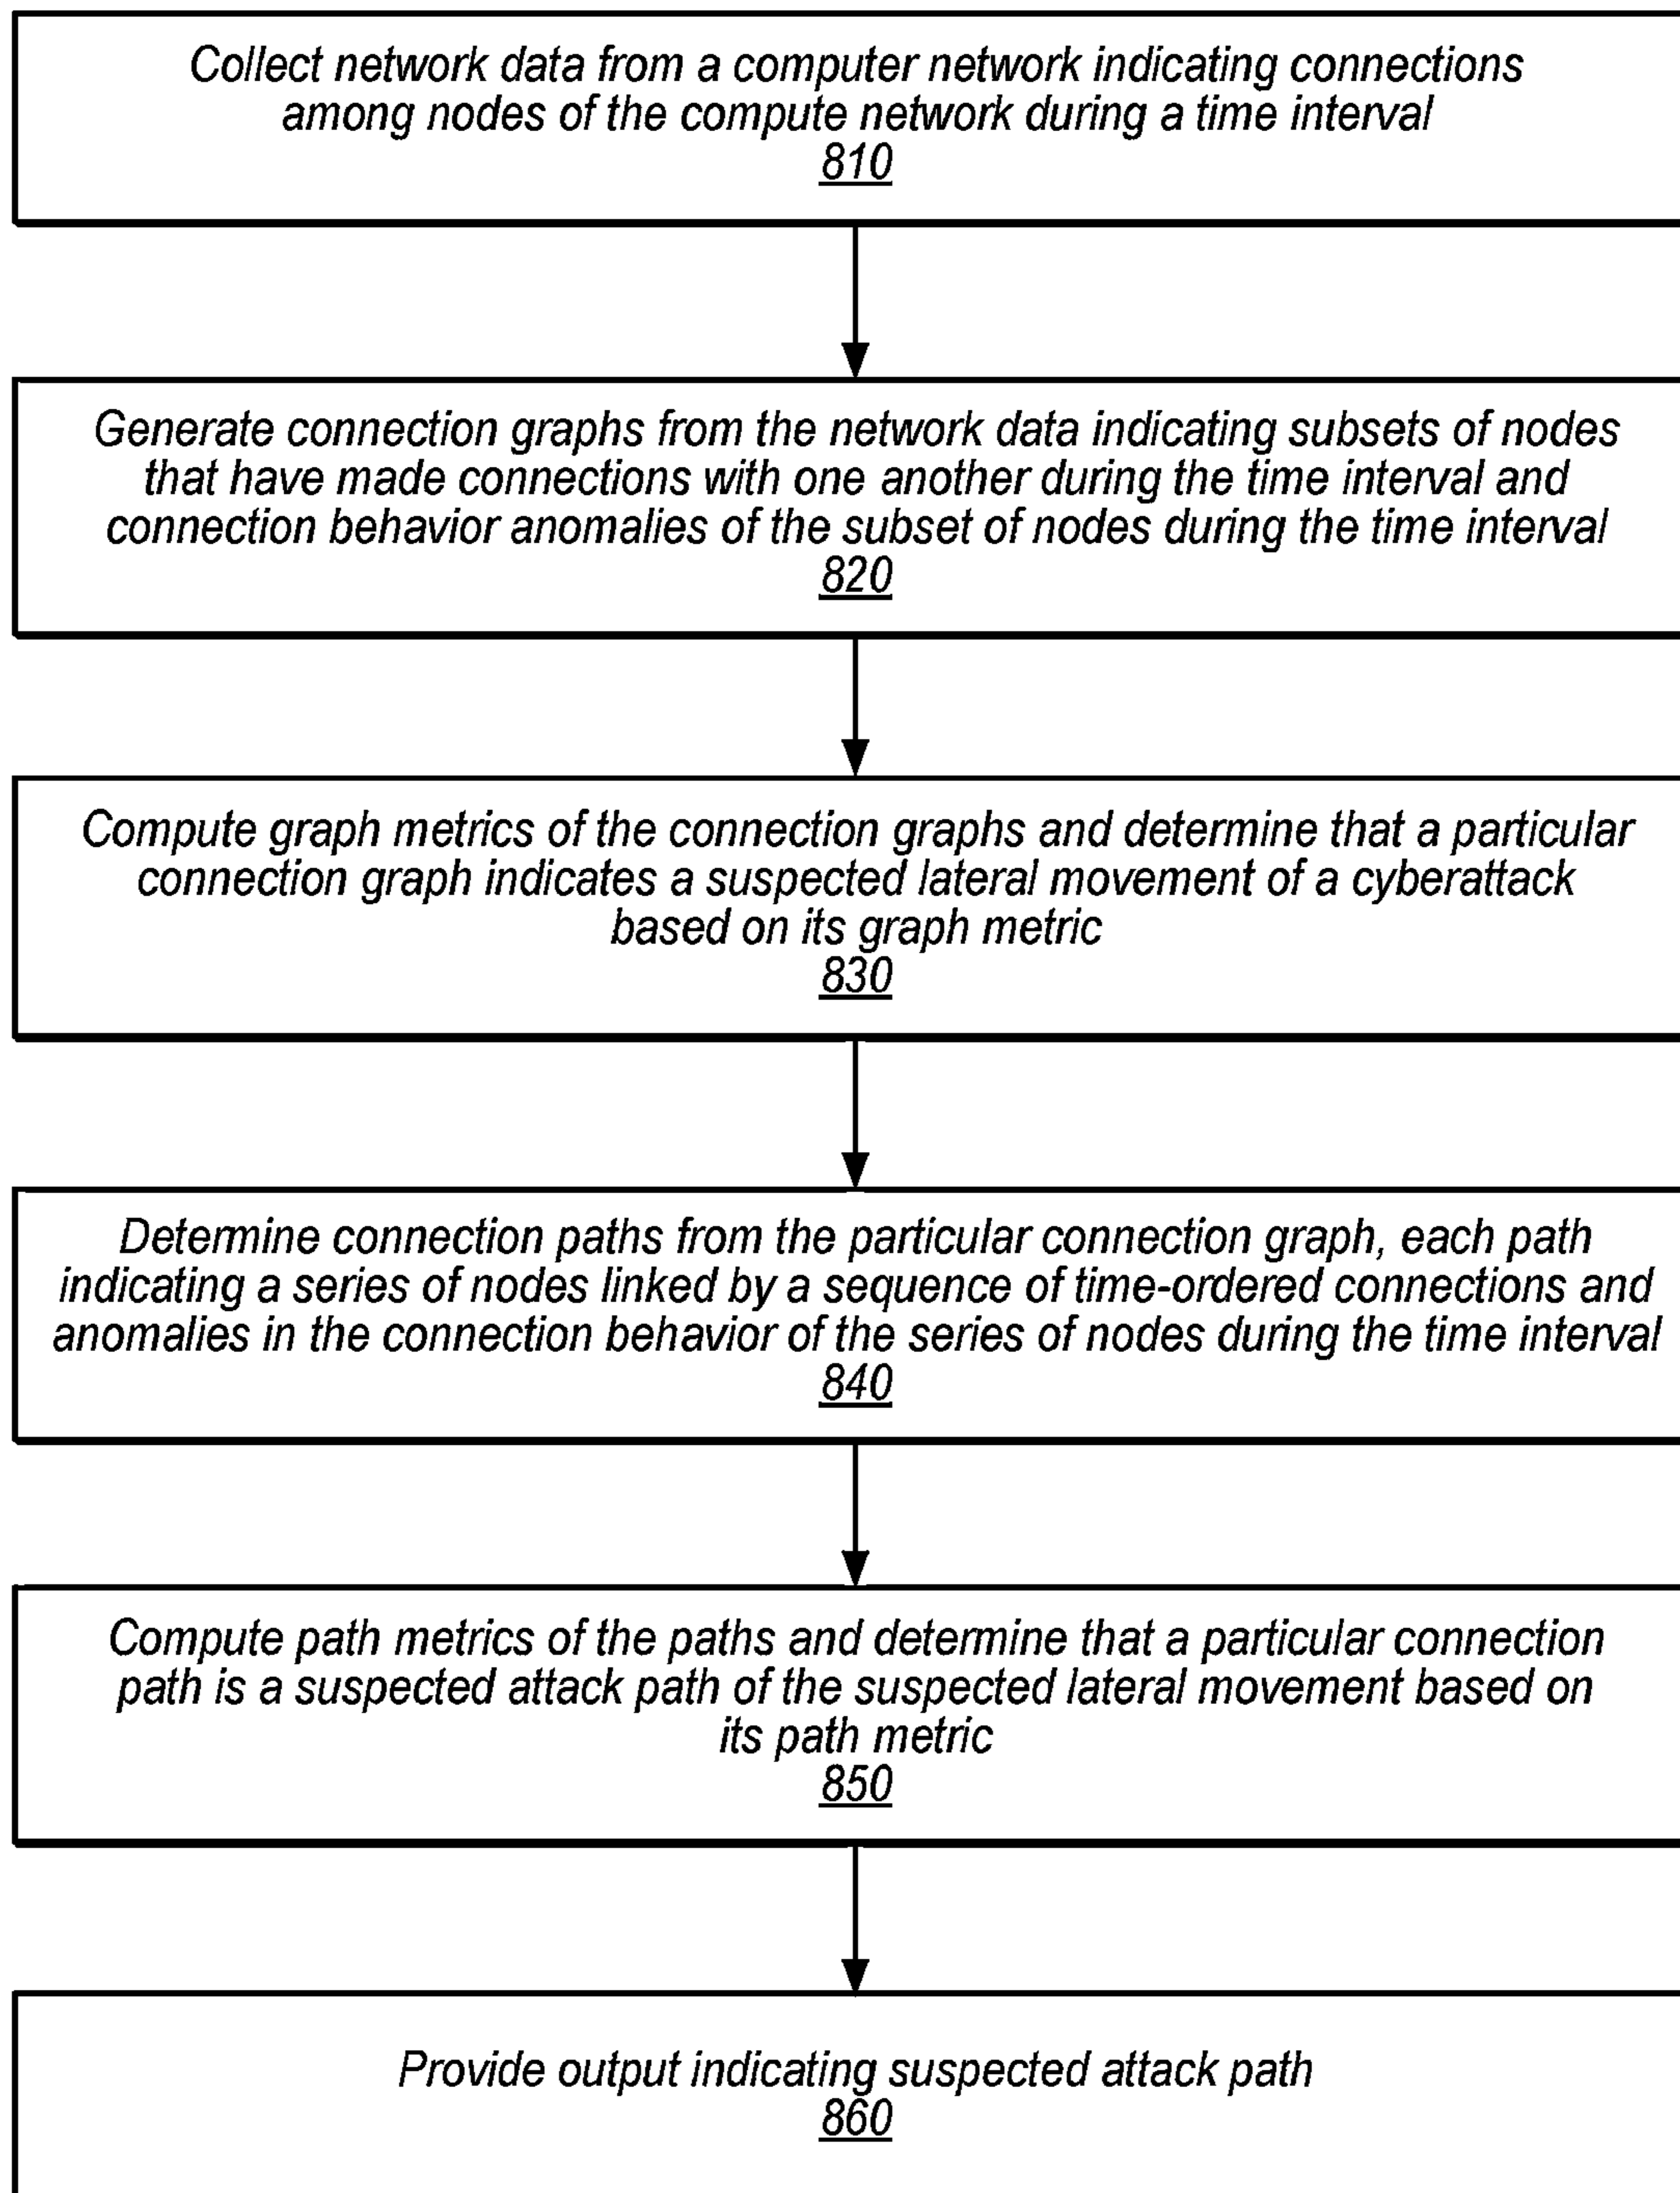 Collect network data from a computer network indicating connections
among nodes of the compute network during a time interval
810
Generate connection graphs from the network data indicating subsets of nodes
that have made connections with one another during the time interval and
connection behavior anomalies of the subset of nodes during the time interval
820
Compute graph metrics of the connection graphs and determine that a particular
connection graph indicates a suspected lateral movement of a cyberattack
based on its graph metric
830
Determine connection paths from the particular connection graph, each path
indicating a series of nodes linked by a sequence of time-ordered connections and
anomalies in the connection behavior of the series of nodes during the time interval
840
Compute path metrics of the paths and determine that a particular connection
path is a suspected attack path of the suspected lateral movement based on
its path metric
850
Provide output indicating suspected attack path
860